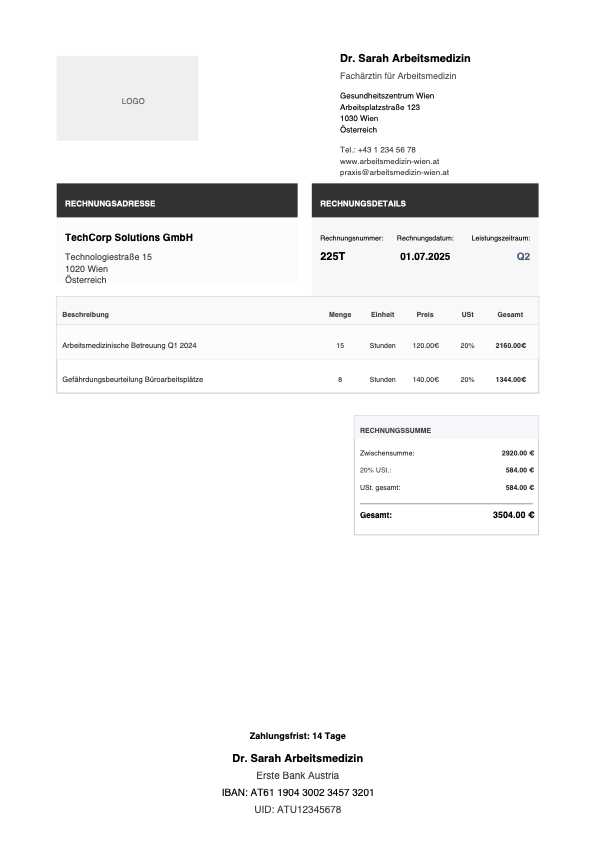 LOGO
Dr. Sarah Arbeitsmedizin
Fachärztin für Arbeitsmedizin
Gesundheitszentrum Wien
Arbeitsplatzstraße 123
1030 Wien
Österreich
Tel.: +43 1 234 56 78
www.arbeitsmedizin-wien.at
praxis@arbeitsmedizin-wien.at
RECHNUNGSADRESSE
TechCorp Solutions GmbH
Technologiestraße 15
1020 Wien
Österreich
RECHNUNGSDETAILS
Rechnungsnummer: Rechnungsdatum: Leistungszeitraum:
225T 01.07.2025 Q2
Beschreibung Menge Einheit Preis USt Gesamt
Arbeitsmedizinische Betreuung Q1 2024 15 Stunden 120.00€ 20% 2160.00€
Gefährdungsbeurteilung Büroarbeitsplätze 8 Stunden 140.00€ 20% 1344.00€
RECHNUNGSSUMME
Zwischensumme: 2920.00 €
20% USt.: 584.00 €
USt. gesamt: 584.00 €
Gesamt: 3504.00 €
Zahlungsfrist: 14 Tage
Dr. Sarah Arbeitsmedizin
Erste Bank Austria
IBAN: AT61 1904 3002 3457 3201
UID: ATU12345678